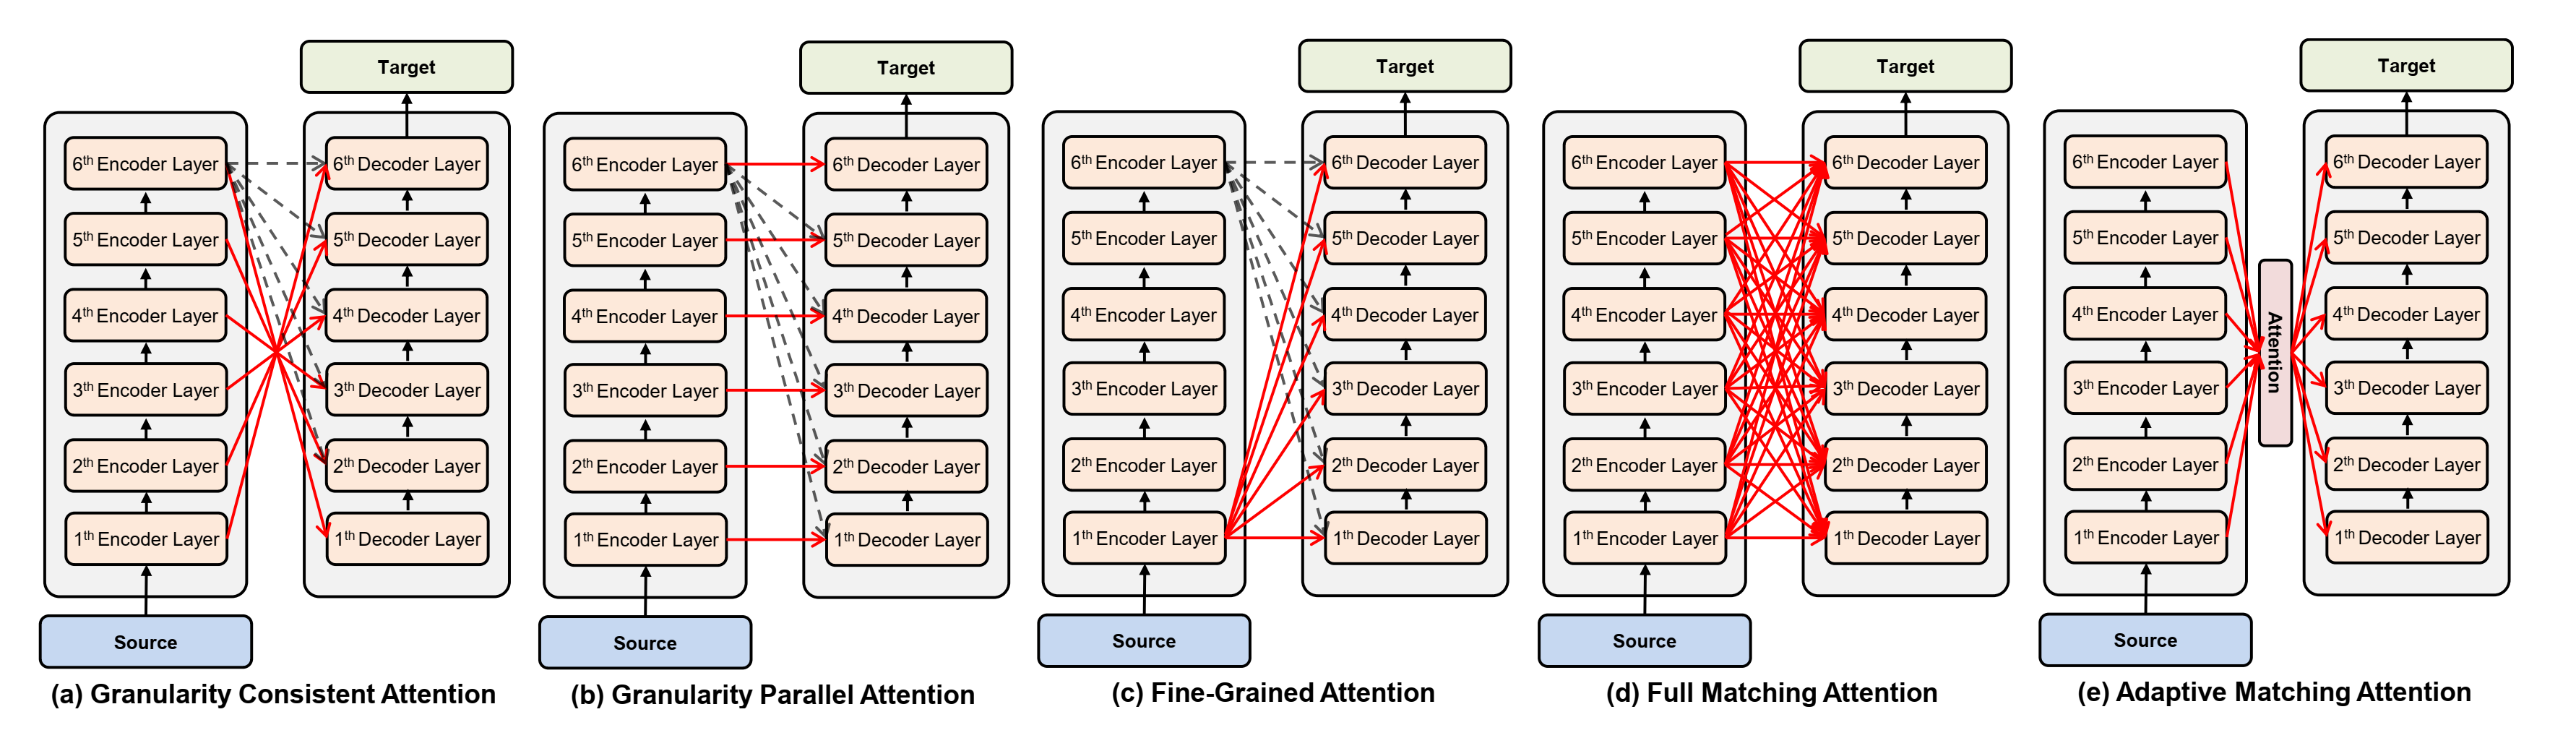 Target
6th Encoder Layer
5th Encoder Layer
4th Encoder Layer
3th Encoder Layer
2th Encoder Layer
1th Encoder Layer
6th Decoder Layer
5th Decoder Layer
4th Decoder Layer
3th Decoder Layer
2th Decoder Layer
1th Decoder Layer
Source
(a) Granularity Consistent Attention
Target
6th Encoder Layer
5th Encoder Layer
4th Encoder Layer
3th Encoder Layer
2th Encoder Layer
1th Encoder Layer
6th Decoder Layer
5th Decoder Layer
4th Decoder Layer
3th Decoder Layer
2th Decoder Layer
1th Decoder Layer
Source
(b) Granularity Parallel Attention
Target
6th Encoder Layer
5th Encoder Layer
4th Encoder Layer
3th Encoder Layer
2th Encoder Layer
1th Encoder Layer
6th Decoder Layer
5th Decoder Layer
4th Decoder Layer
3th Decoder Layer
2th Decoder Layer
1th Decoder Layer
Source
(c) Fine-Grained Attention
Target
6th Encoder Layer
5th Encoder Layer
4th Encoder Layer
3th Encoder Layer
2th Encoder Layer
1th Encoder Layer
6th Decoder Layer
5th Decoder Layer
4th Decoder Layer
3th Decoder Layer
2th Decoder Layer
1th Decoder Layer
Source
(d) Full Matching Attention
Target
6th Encoder Layer
5th Encoder Layer
4th Encoder Layer
3th Encoder Layer
2th Encoder Layer
1th Encoder Layer
Attention
6th Decoder Layer
5th Decoder Layer
4th Decoder Layer
3th Decoder Layer
2th Decoder Layer
1th Decoder Layer
Source
(e) Adaptive Matching Attention